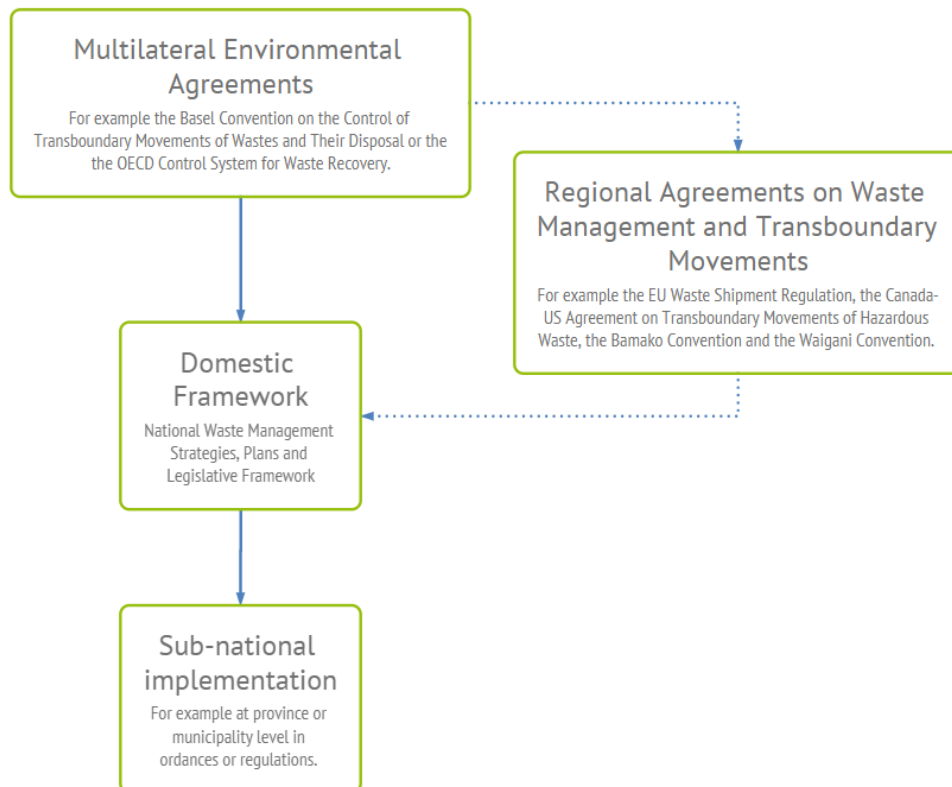 Multilateral Environmental
Agreements
For example the Basel Convention on the Control of
Transboundary Movements of Wastes and Their Disposal or the
the OECD Control System for Waste Recovery.
Regional Agreements on Waste
Management and Transboundary
Movements
For example the EU Waste Shipment Regulation, the Canada-
US Agreement on Transboundary Movements of Hazardous
Waste, the Bamako Convention and the Waigani Convention.
Domestic
Framework
National Waste Management
Strategies, Plans and
Legislative Framework
Sub-national
implementation
For example at province or
municipality level in
ordances or regulations.